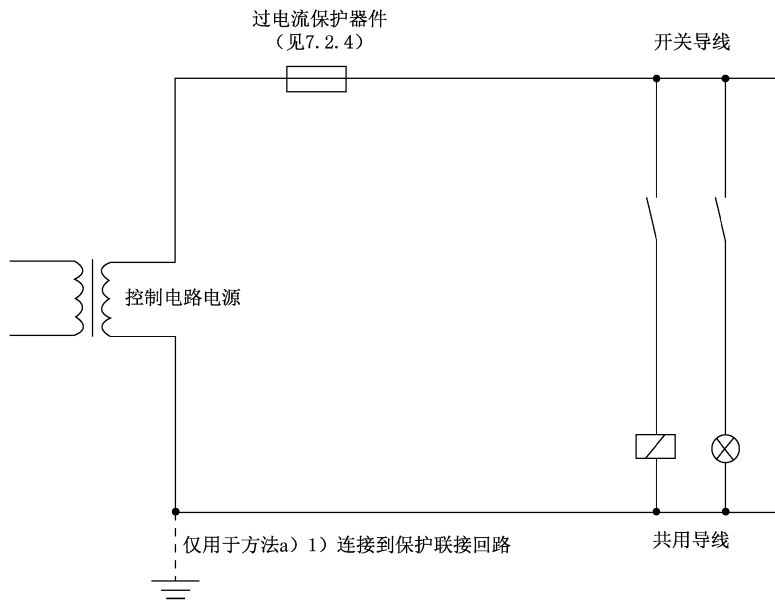 过电流保护器件
（见7.2.4）
开关导线
控制电路电源
仅用于方法a）1）连接到保护联接回路
共用导线